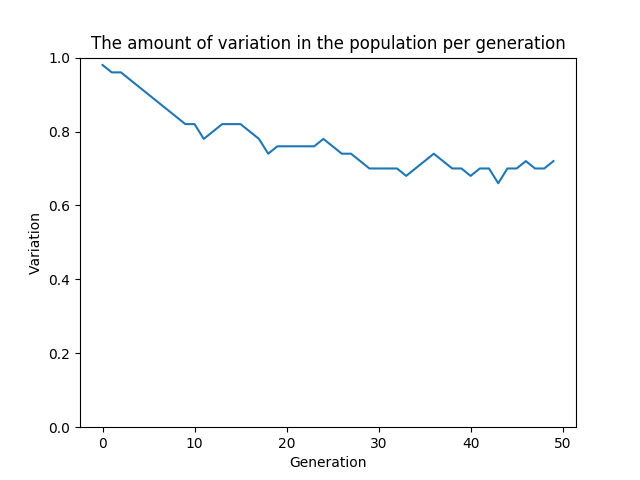 The amount of variation in the population per generation
1.0
0.8
0.6
0.4
0.2
0.0
Variation
0 10 20 30 40 50
Generation